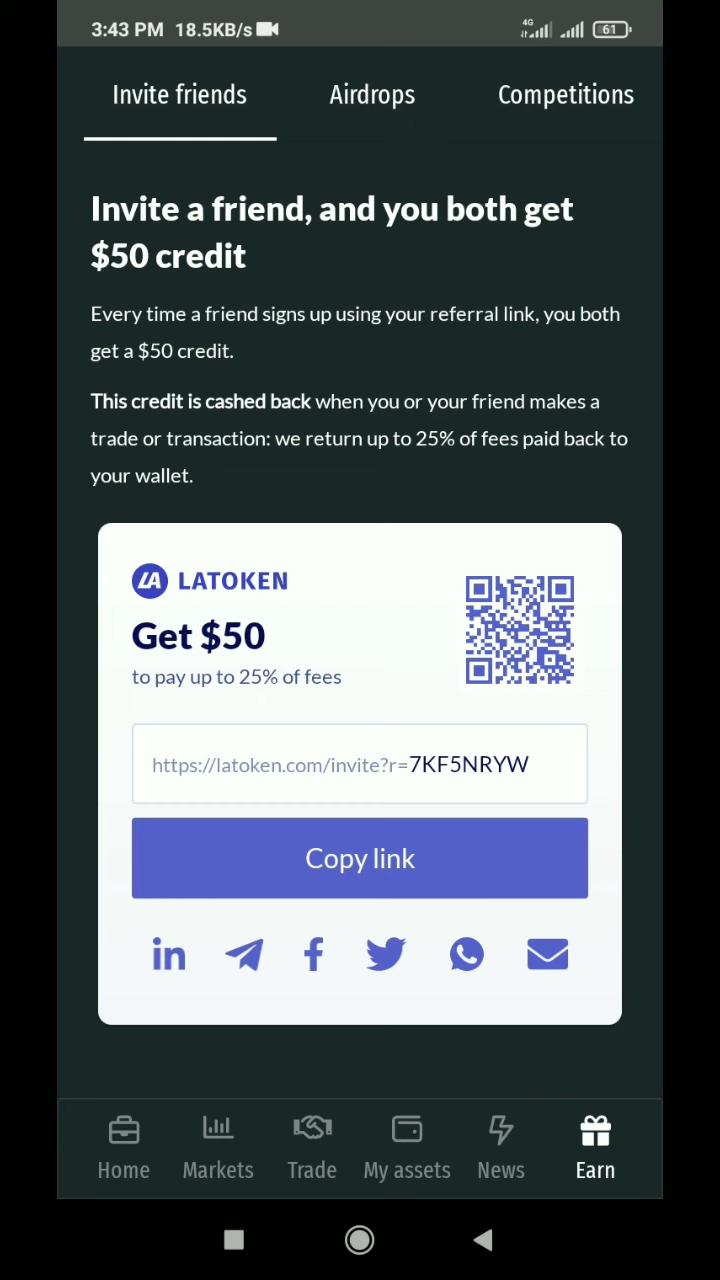 3:43 PM 18.5KB/s 4G 61
Invite friends Airdrops Competitions
Invite a friend, and you both get
$50 credit
Every time a friend signs up using your referral link, you both
get a $50 credit.
This credit is cashed back when you or your friend makes a
trade or transaction: we return up to 25% of fees paid back to
your wallet.
LA LATOKEN
Get $50
to pay up to 25% of fees
https://latoken.com/invite?r=7KF5NRYW
Copy link
in
Home Markets Trade My assets News Earn